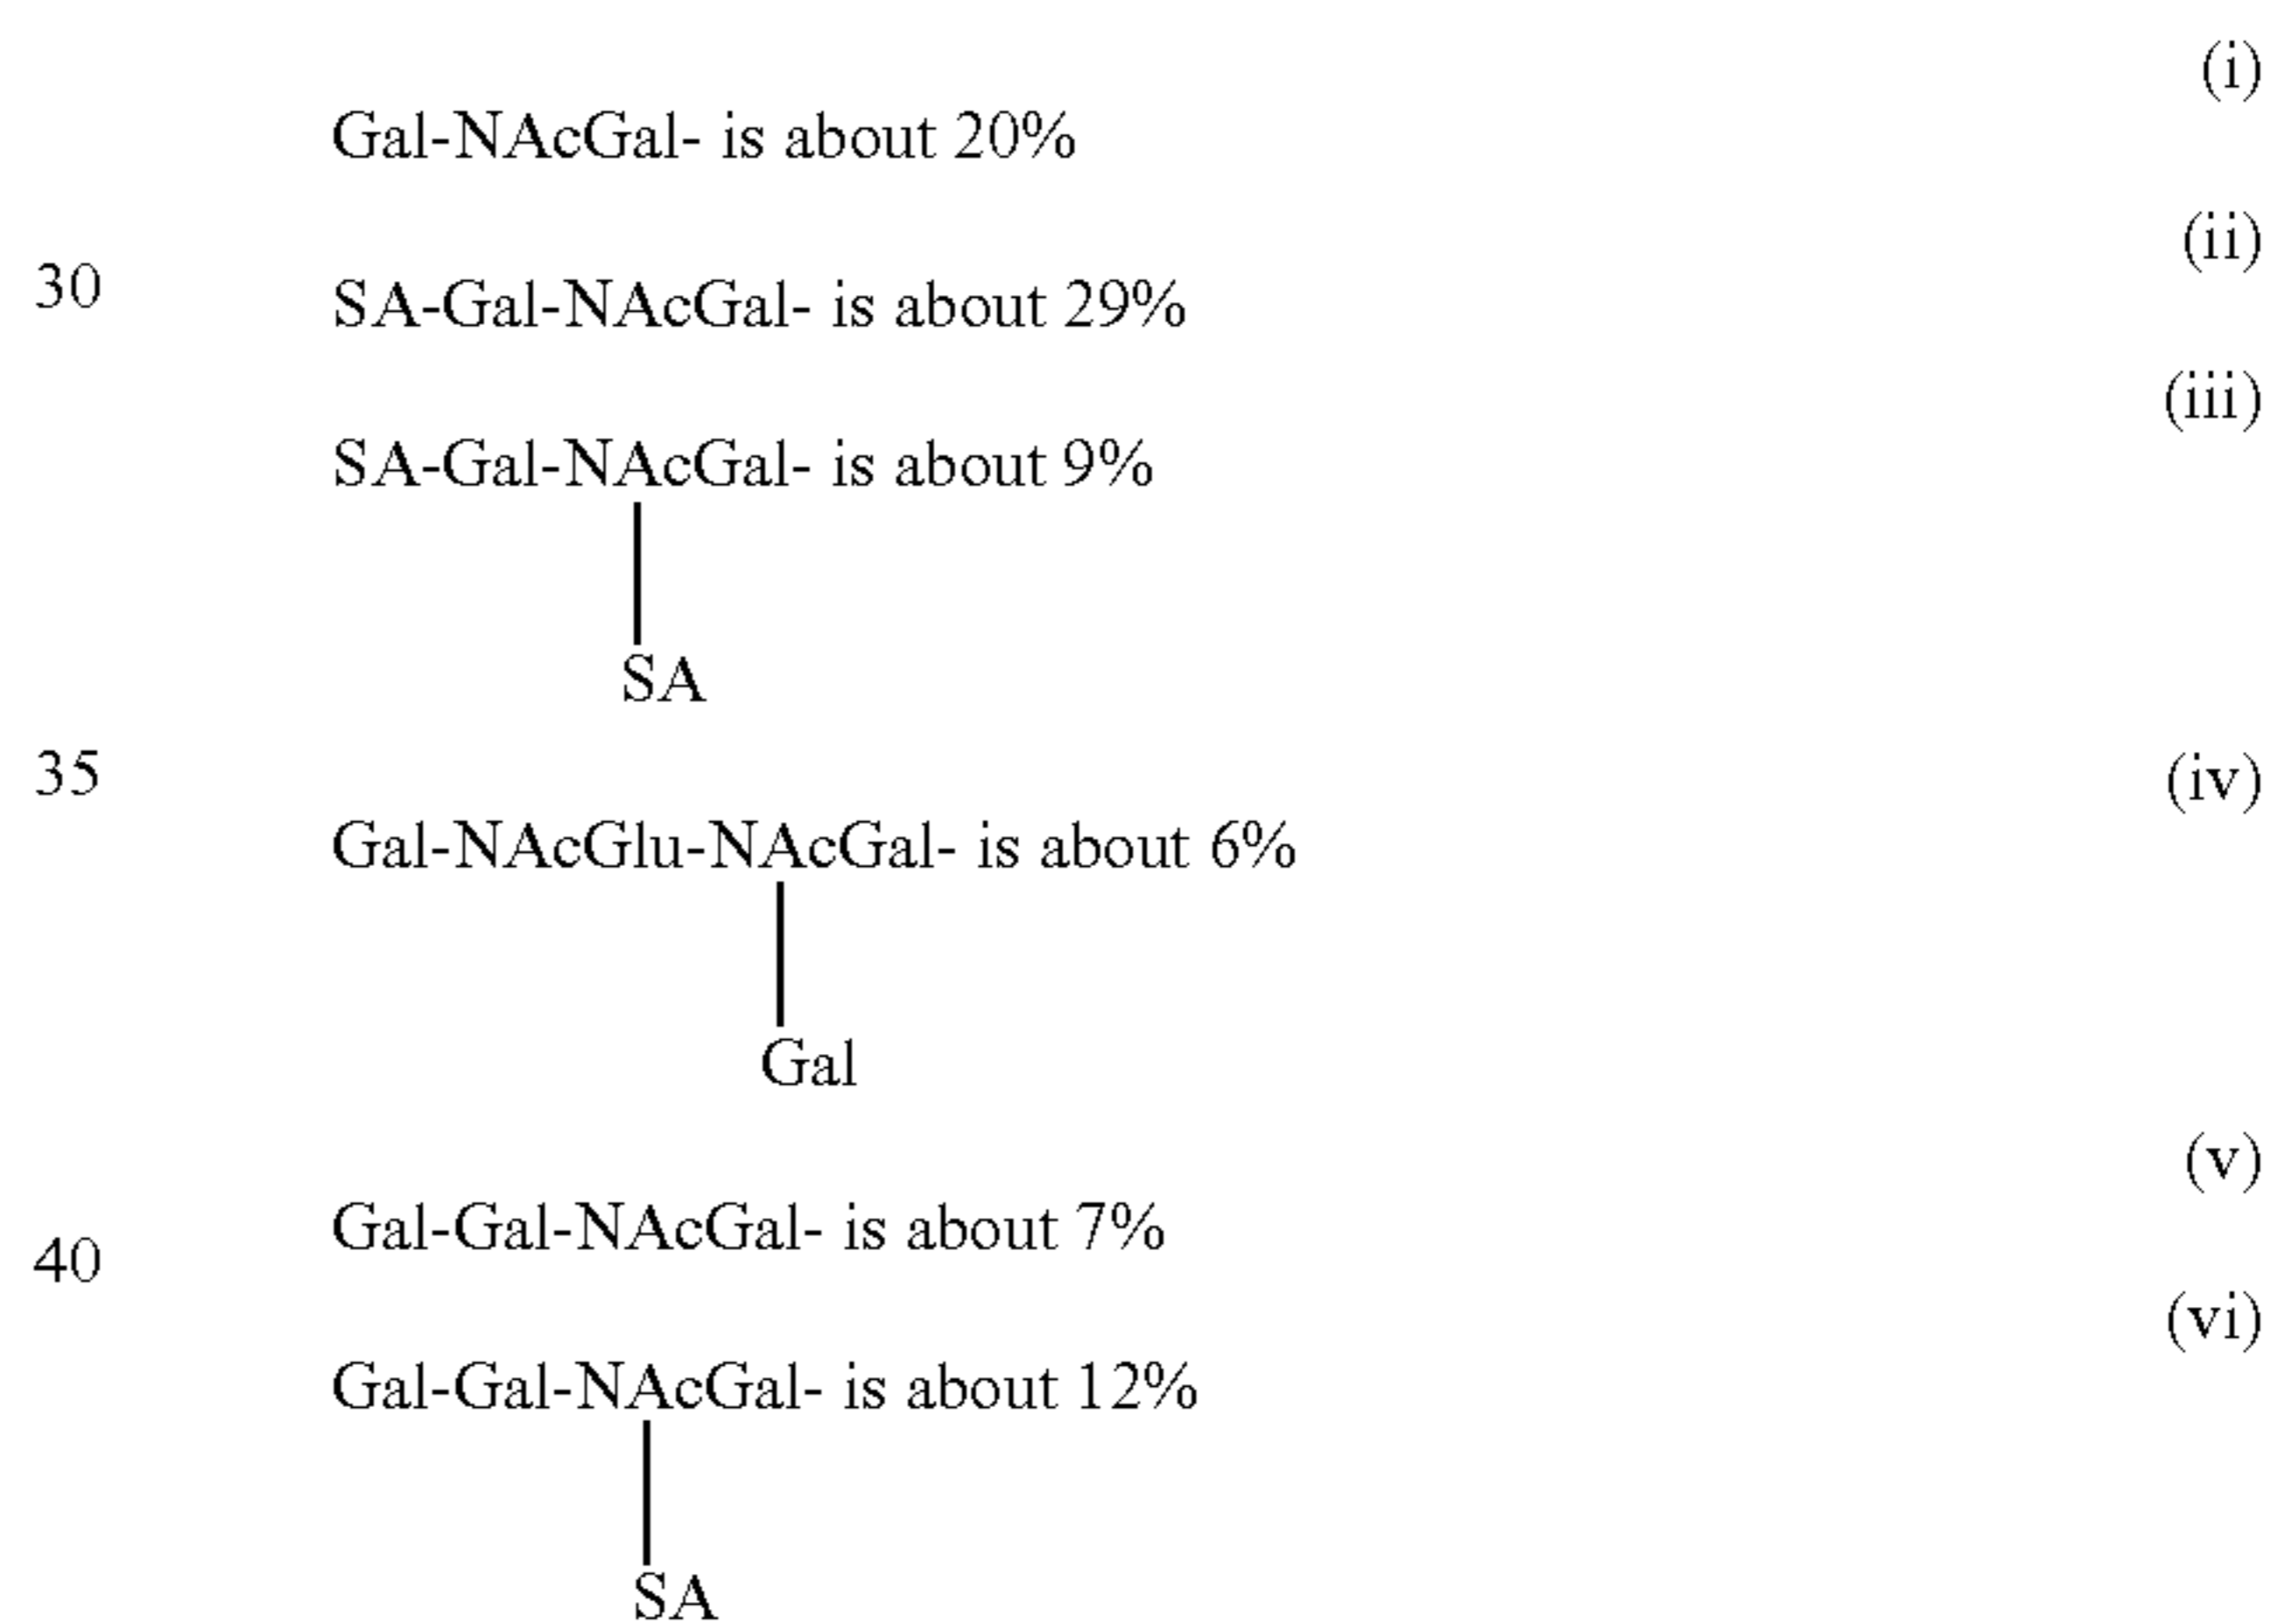 (i)
Gal-NAcGal- is about 20%
(ii)
30
SA-Gal-NAcGal- is about 29%
(iii)
SA-Gal-NAcGal- is about 9%
SA
35
(iv)
Gal-NAcGlu-NAcGal- is about 6%
Gal
(v)
Gal-Gal-NAcGal- is about 7%
40
(vi)
Gal-Gal-NAcGal- is about 12%
SA